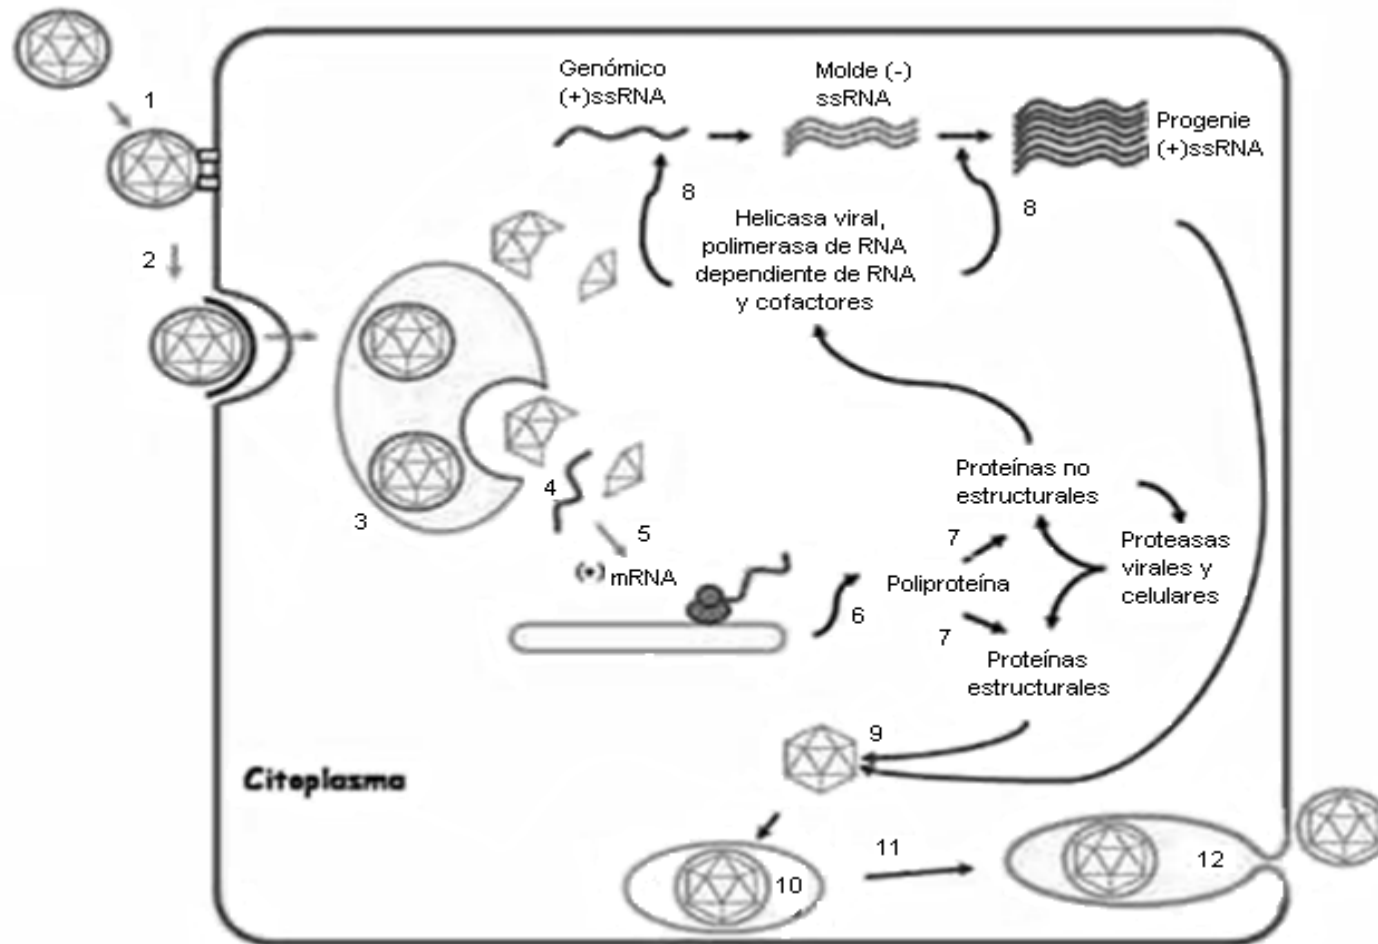 Genómico
(+)ssRNA
Molde (-)
ssRNA
Progenie
(+)ssRNA
1
8
8
Helicasa viral,
polimerasa de RNA
dependiente de RNA
y cofactores
2
3
4
5
(+) mRNA
6
Poliproteína
7
7
Proteínas no
estructurales
Proteasas
virales y
celulares
Proteínas
estructurales
9
Citoplasma
10
11
12